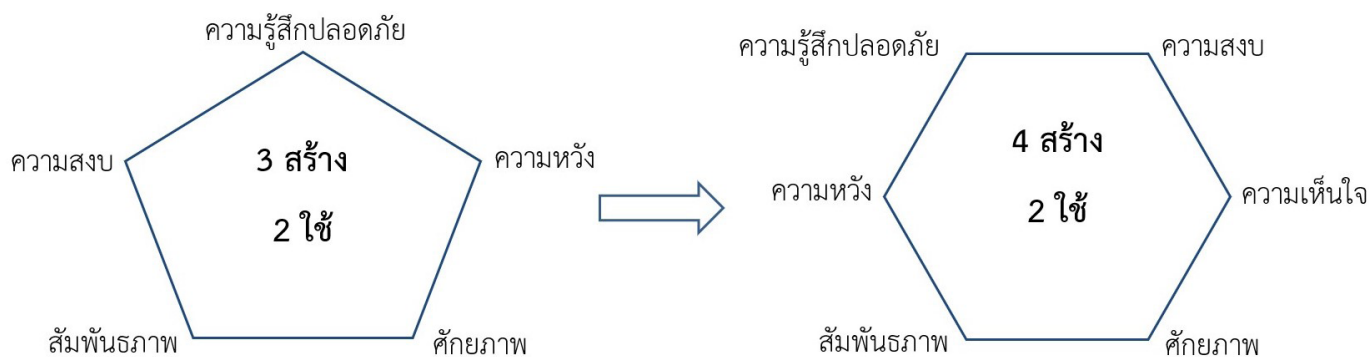 ความรู้สึกปลอดภัย
ความสงบ
3 สร้าง
2 ใช้
ความหวัง
สัมพันธภาพ
ศักยภาพ
ความรู้สึกปลอดภัย
ความสงบ
4 สร้าง
2 ใช้
ความหวัง
ความเห็นใจ
สัมพันธภาพ
ศักยภาพ